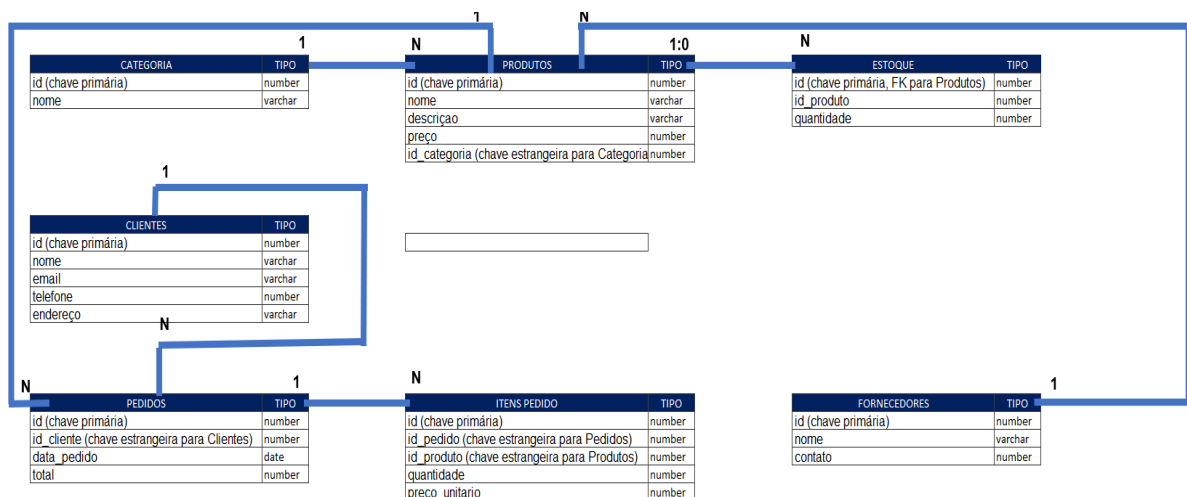 1 N
1 N 1:0 N
CATEGORIA TIPO
id (chave primária) number
nome varchar
PRODUTOS TIPO
id (chave primária) number
nome varchar
descriçao varchar
preço number
id_categoria (chave estrangeira para Categoria number
ESTOQUE TIPO
id (chave primária, FK para Produtos) number
id_produto number
quantidade number
1
CLIENTES TIPO
id (chave primária) number
nome varchar
email varchar
telefone number
endereço varchar
N
N 1 N 1
PEDIDOS TIPO
id (chave primária) number
id_cliente (chave estrangeira para Clientes) number
data_pedido date
total number
ITENS PEDIDO TIPO
id (chave primária) number
id_pedido (chave estrangeira para Pedidos) number
id_produto (chave estrangeira para Produtos) number
quantidade number
preço_unitario number
FORNECEDORES TIPO
id (chave primária) number
nome varchar
contato number